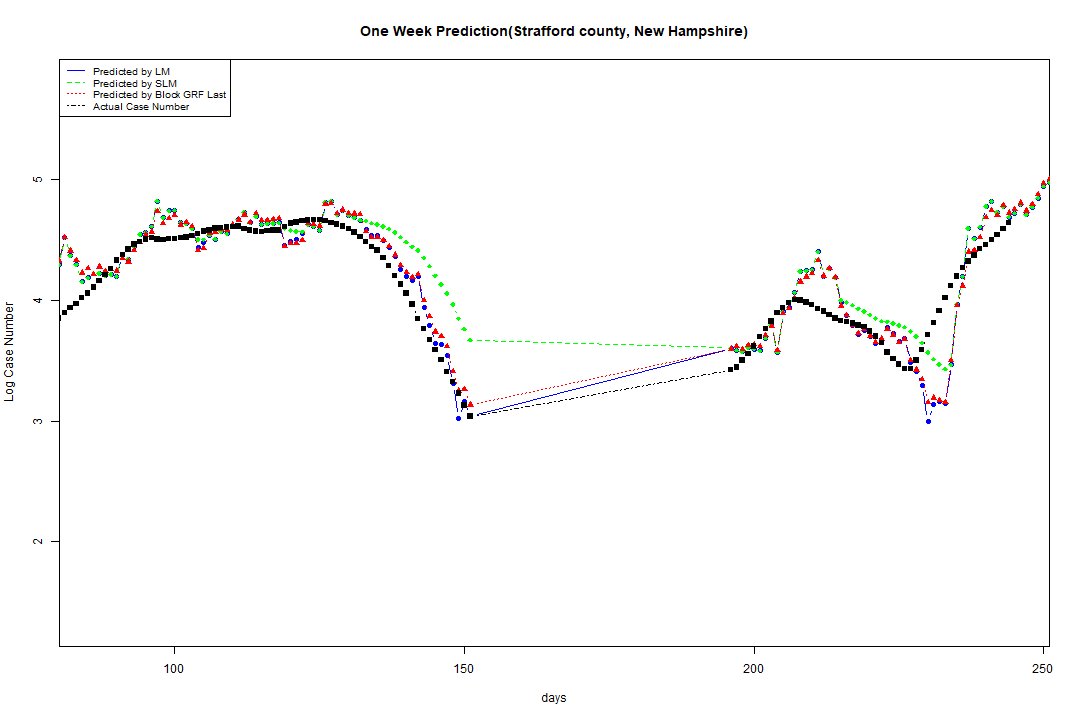 One Week Prediction(Strafford county, New Hampshire)
Predicted by LM
Predicted by SLM
Predicted by Block GRF Last
Actual Case Number
5
4
3
2
Log Case Number
100
150
200
250
days